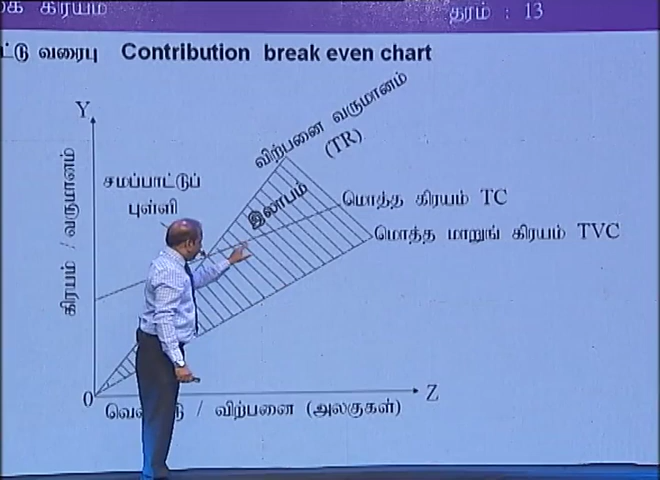 கிரயம்
தரம் : 13
வரைபு Contribution break even chart
Y
விற்பனை வருமானம்
(TR)
சமப்பாட்டுப்
புள்ளி
இலாபம்
மொத்த கிரயம் TC
மொத்த மாறுங் கிரயம் TVC
கிரயம் / வருமானம்
0
Z
/ விற்பனை (அலகுகள்)